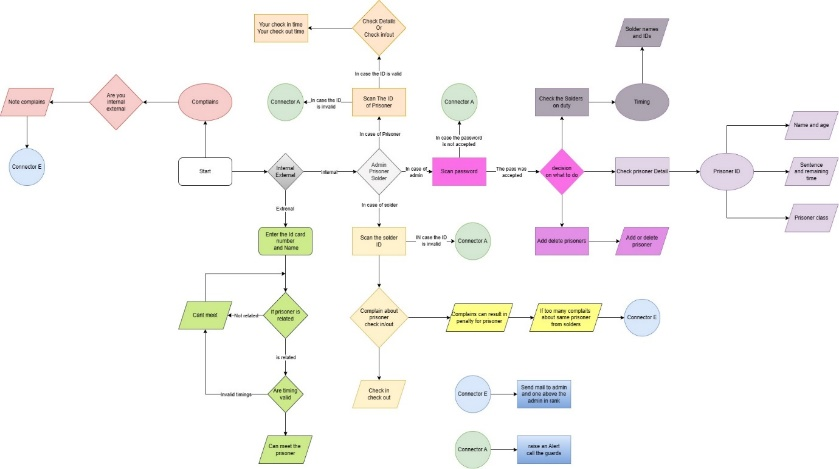 Your check in time
Your check out time
Check Details
Or
Check in/out
Solder names
and IDs
In case the ID is valid
Note complains
Are you
internal
external
Complains
Connector A
In case the ID
is invalid
Scan The ID
of Prisoner
Connector A
Check the Solders
on duty
Timing
Name and age
In case of Prisoner
In case the password
is not accepted
Connector E
Start
Internal
External
Internal
Admin
Prisoner
Solder
In case of
admin
Scan password
The pass was
accepted
decision
on what to do
Check prisoner Detail
Prisoner ID
Sentence
and remaining
time
Extrenal
In case of solder
Prisoner class
Enter the Id card
number
and Name
Scan the solder
ID
IN case the ID
is invalid
Connector A
Add delete prisoners
Add or delete
prisoner
Cant meet
Not related
If prisoner is
related
Complain about
prisoner
check in/out
Complains can result in
penalty for prisoner
If too many complaits
about same prisoner
from solders
Connector E
is related
Invalid timings
Are timing
valid
Check in
check out
Connector E
Send mail to admin
and one above the
admin in rank
Can meet the
prisoner
Connector A
raise an Alert
call the guards